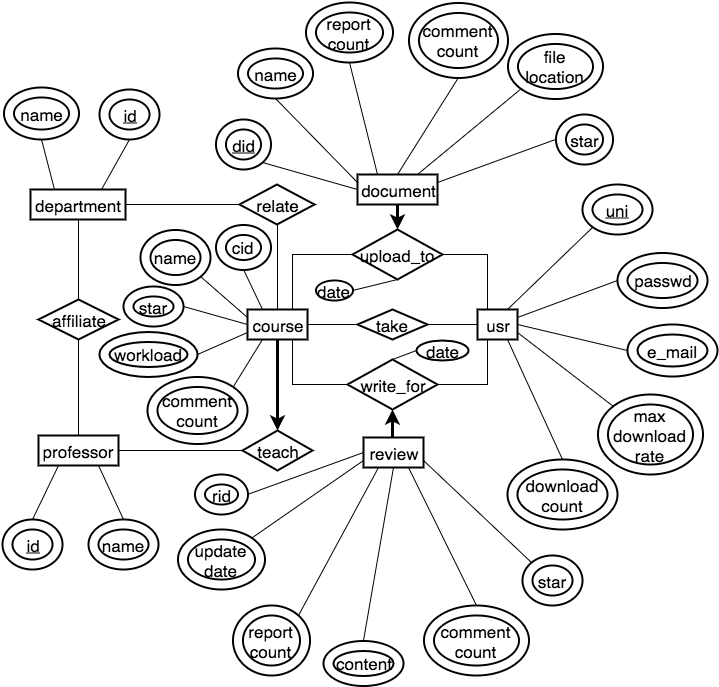 report
count
comment
count
file
location
name
name
id
did
star
document
department
relate
uni
name
cid
upload_to
passwd
date
star
affiliate
course
take
usr
workload
date
e_mail
comment
count
write_for
max
download
rate
professor
teach
review
rid
download
count
id
name
update
date
star
report
count
content
comment
count